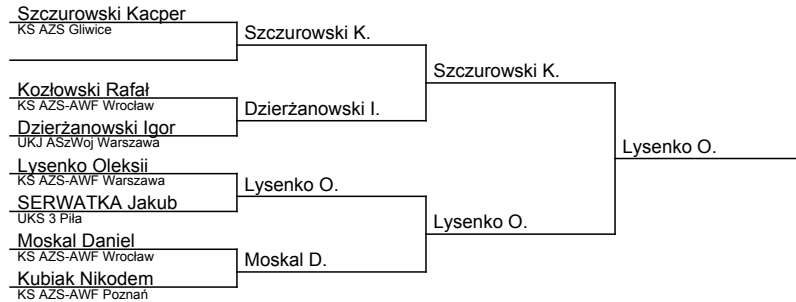 Szczurowski Kacper
KS AZS Gliwice
Szczurowski K.
Szczurowski K.
Kozłowski Rafał
KS AZS-AWF Wrocław
Dzierżanowski I.
Dzierżanowski Igor
UKJ ASzWoj Warszawa
Lysenko O.
Lysenko Oleksii
KS AZS-AWF Warszawa
Lysenko O.
SERWATKA Jakub
UKS 3 Piła
Lysenko O.
Moskal Daniel
KS AZS-AWF Wrocław
Moskal D.
Kubiak Nikodem
KS AZS-AWF Poznań